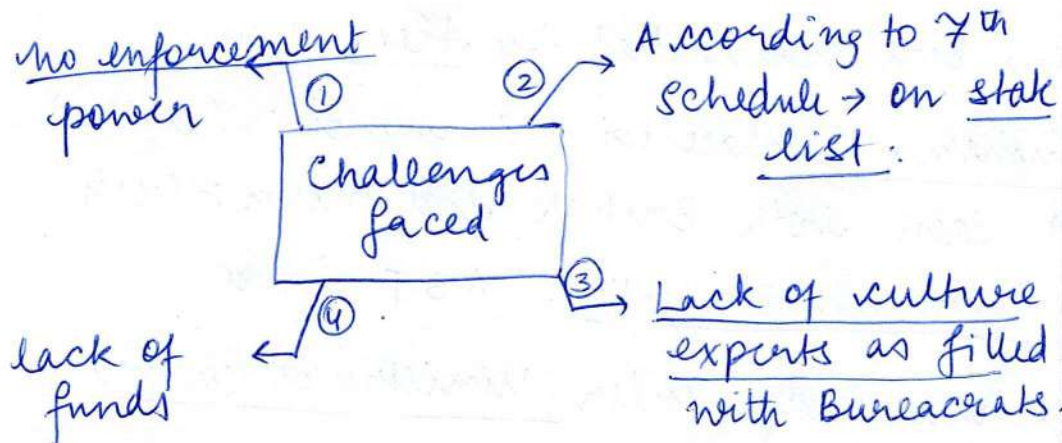 no enforcement
power
①
② According to 7th
schedule → on state
list.
Challenges
faced
③ Lack of culture
experts as filled
with Bureacrats.
④
lack of
funds